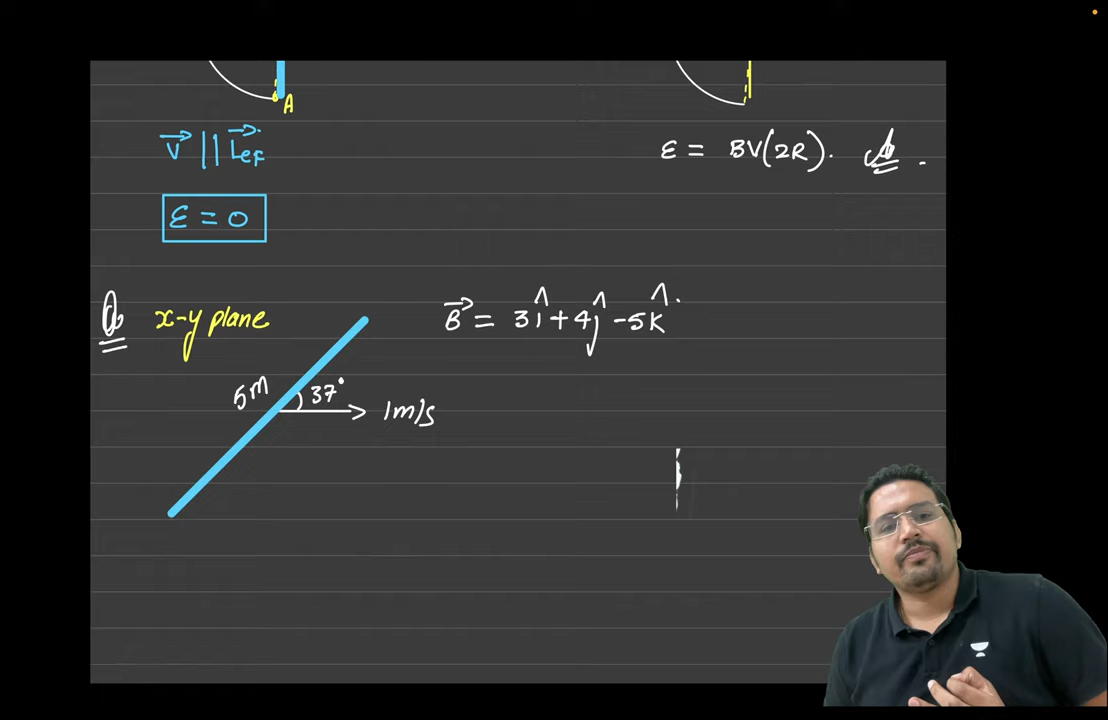 A
V || Lef
ε = BV(2R). A.
ε = 0
Q x-y plane
B = 3î + 4ĵ - 5k̂.
5m
37°
1m/s